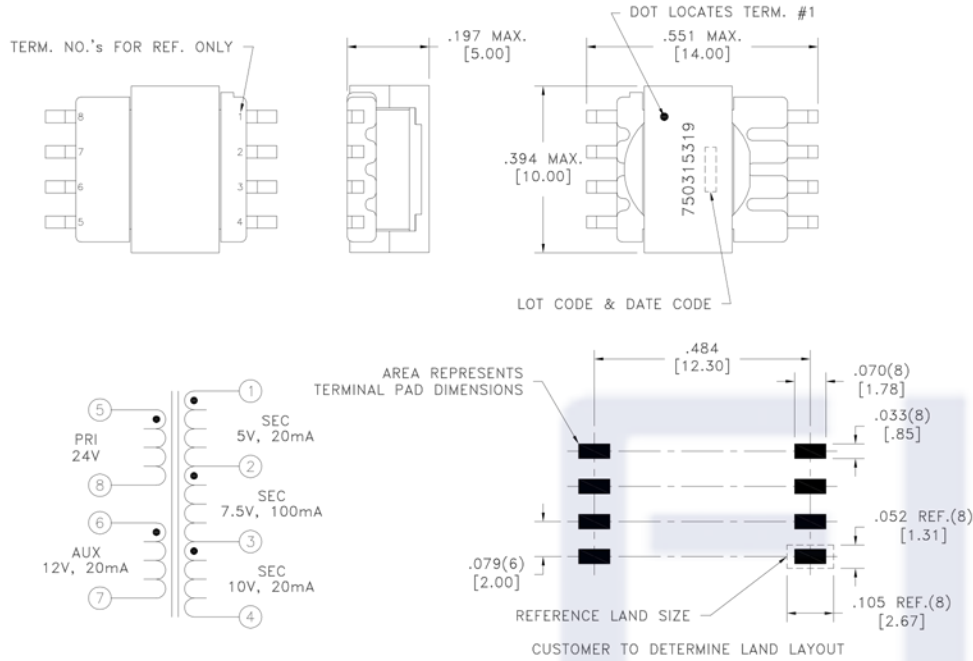 DOT LOCATES TERM. #1
TERM. NO.'s FOR REF. ONLY
.197 MAX.
[5.00]
.551 MAX.
[14.00]
8
7
6
5
1
2
3
4
.394 MAX.
[10.00]
750315319
LOT CODE & DATE CODE
.484
[12.30]
AREA REPRESENTS
TERMINAL PAD DIMENSIONS
.070(8)
[1.78]
.033(8)
[.85]
.052 REF.(8)
[1.31]
.079(6)
[2.00]
REFERENCE LAND SIZE
.105 REF.(8)
[2.67]
CUSTOMER TO DETERMINE LAND LAYOUT
5
PRI
24V
8
6
AUX
12V, 20mA
7
1
SEC
5V, 20mA
2
SEC
7.5V, 100mA
3
SEC
10V, 20mA
4